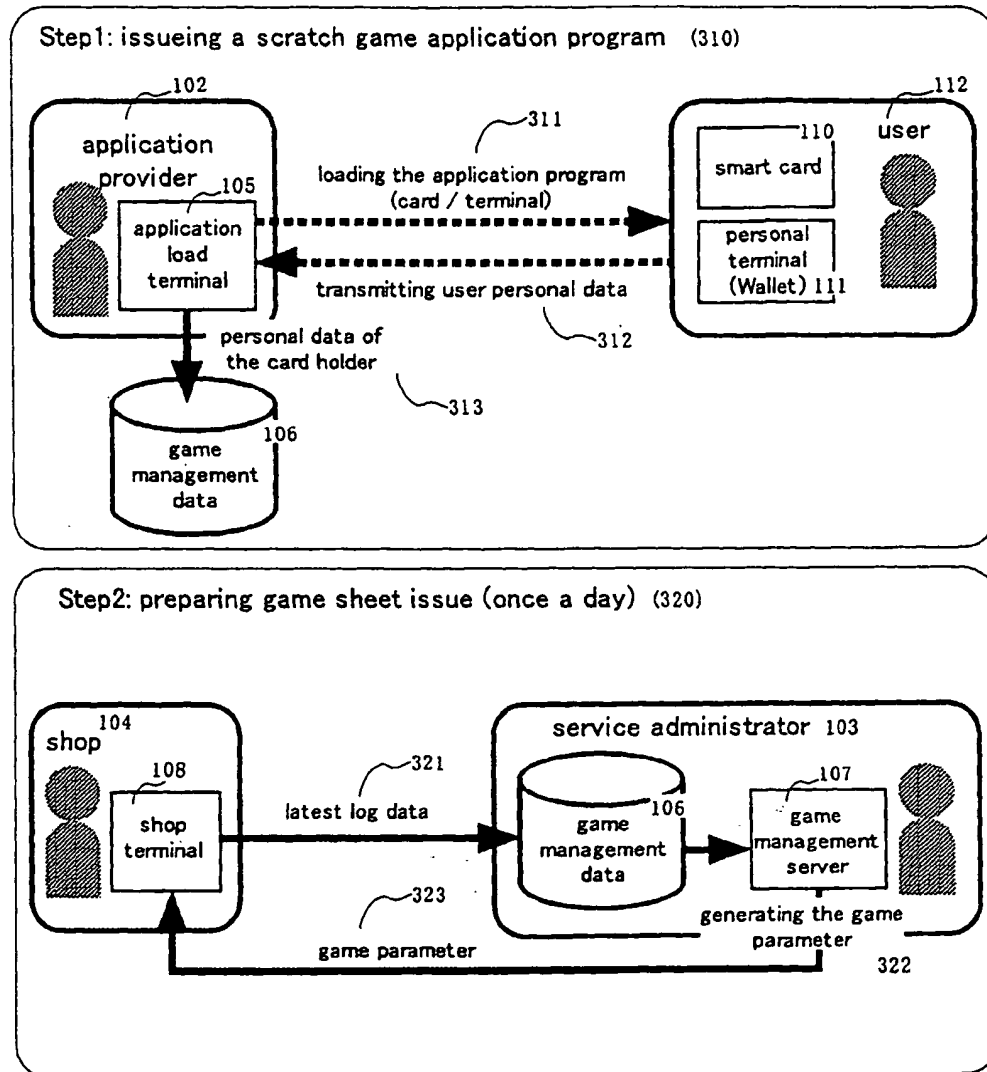 Step1: issueing a scratch game application program (310)
102
application
provider
105
application
load
terminal
311
loading the application program
(card / terminal)
transmitting user personal data
312
112
user
110
smart card
personal
terminal
(Wallet) 111
personal data of
the card holder
313
106
game
management
data
Step2: preparing game sheet issue (once a day) (320)
104
shop
108
shop
terminal
321
latest log data
323
game parameter
service administrator 103
106
game
management
data
107
game
management
server
generating the game
parameter
322